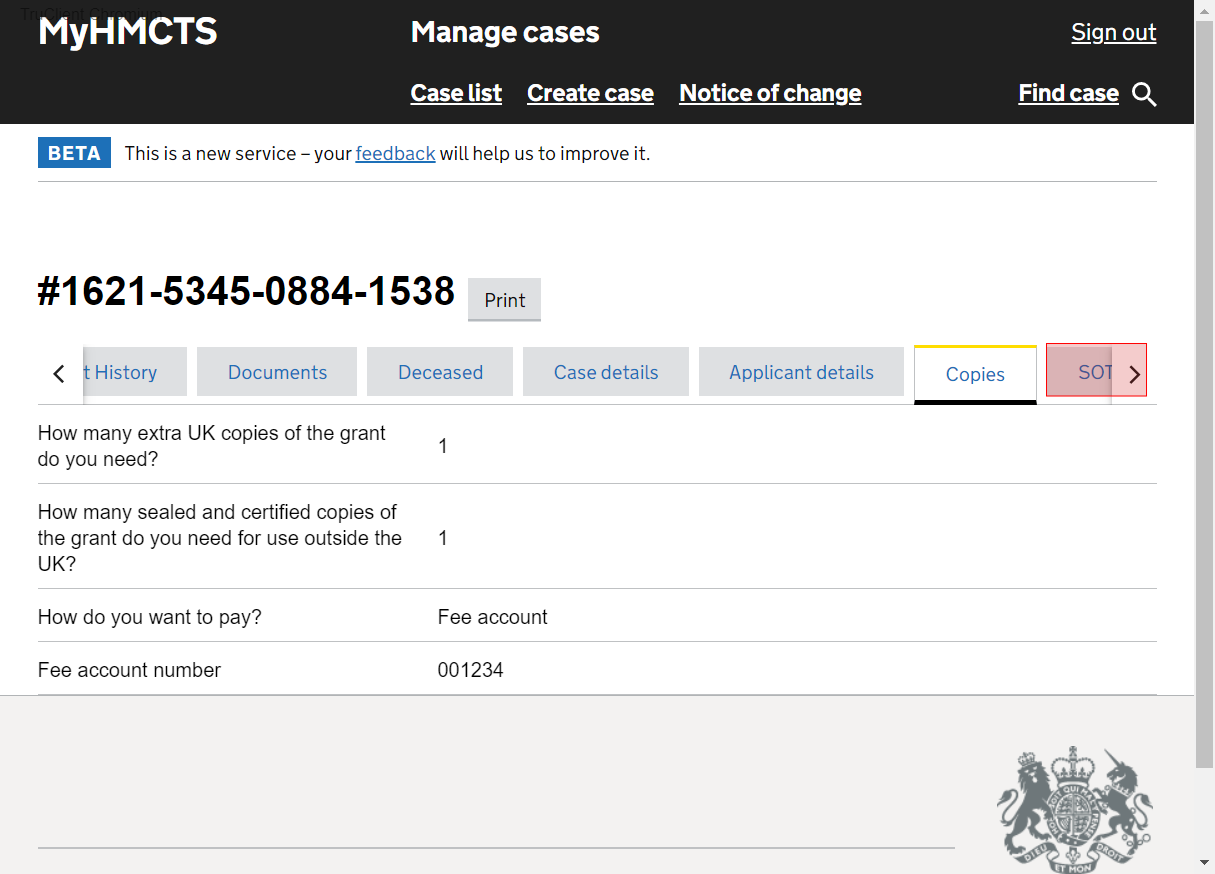 TruClient Chromium
MyHMCTS
Manage cases
Sign out
Case list Create case Notice of change Find case
BETA This is a new service – your feedback will help us to improve it.
#1621-5345-0884-1538 Print
t History Documents Deceased Case details Applicant details Copies SOT
How many extra UK copies of the grant
do you need?
1
How many sealed and certified copies of
the grant do you need for use outside the
UK?
1
How do you want to pay? Fee account
Fee account number 001234
DIEU ET MON DROIT